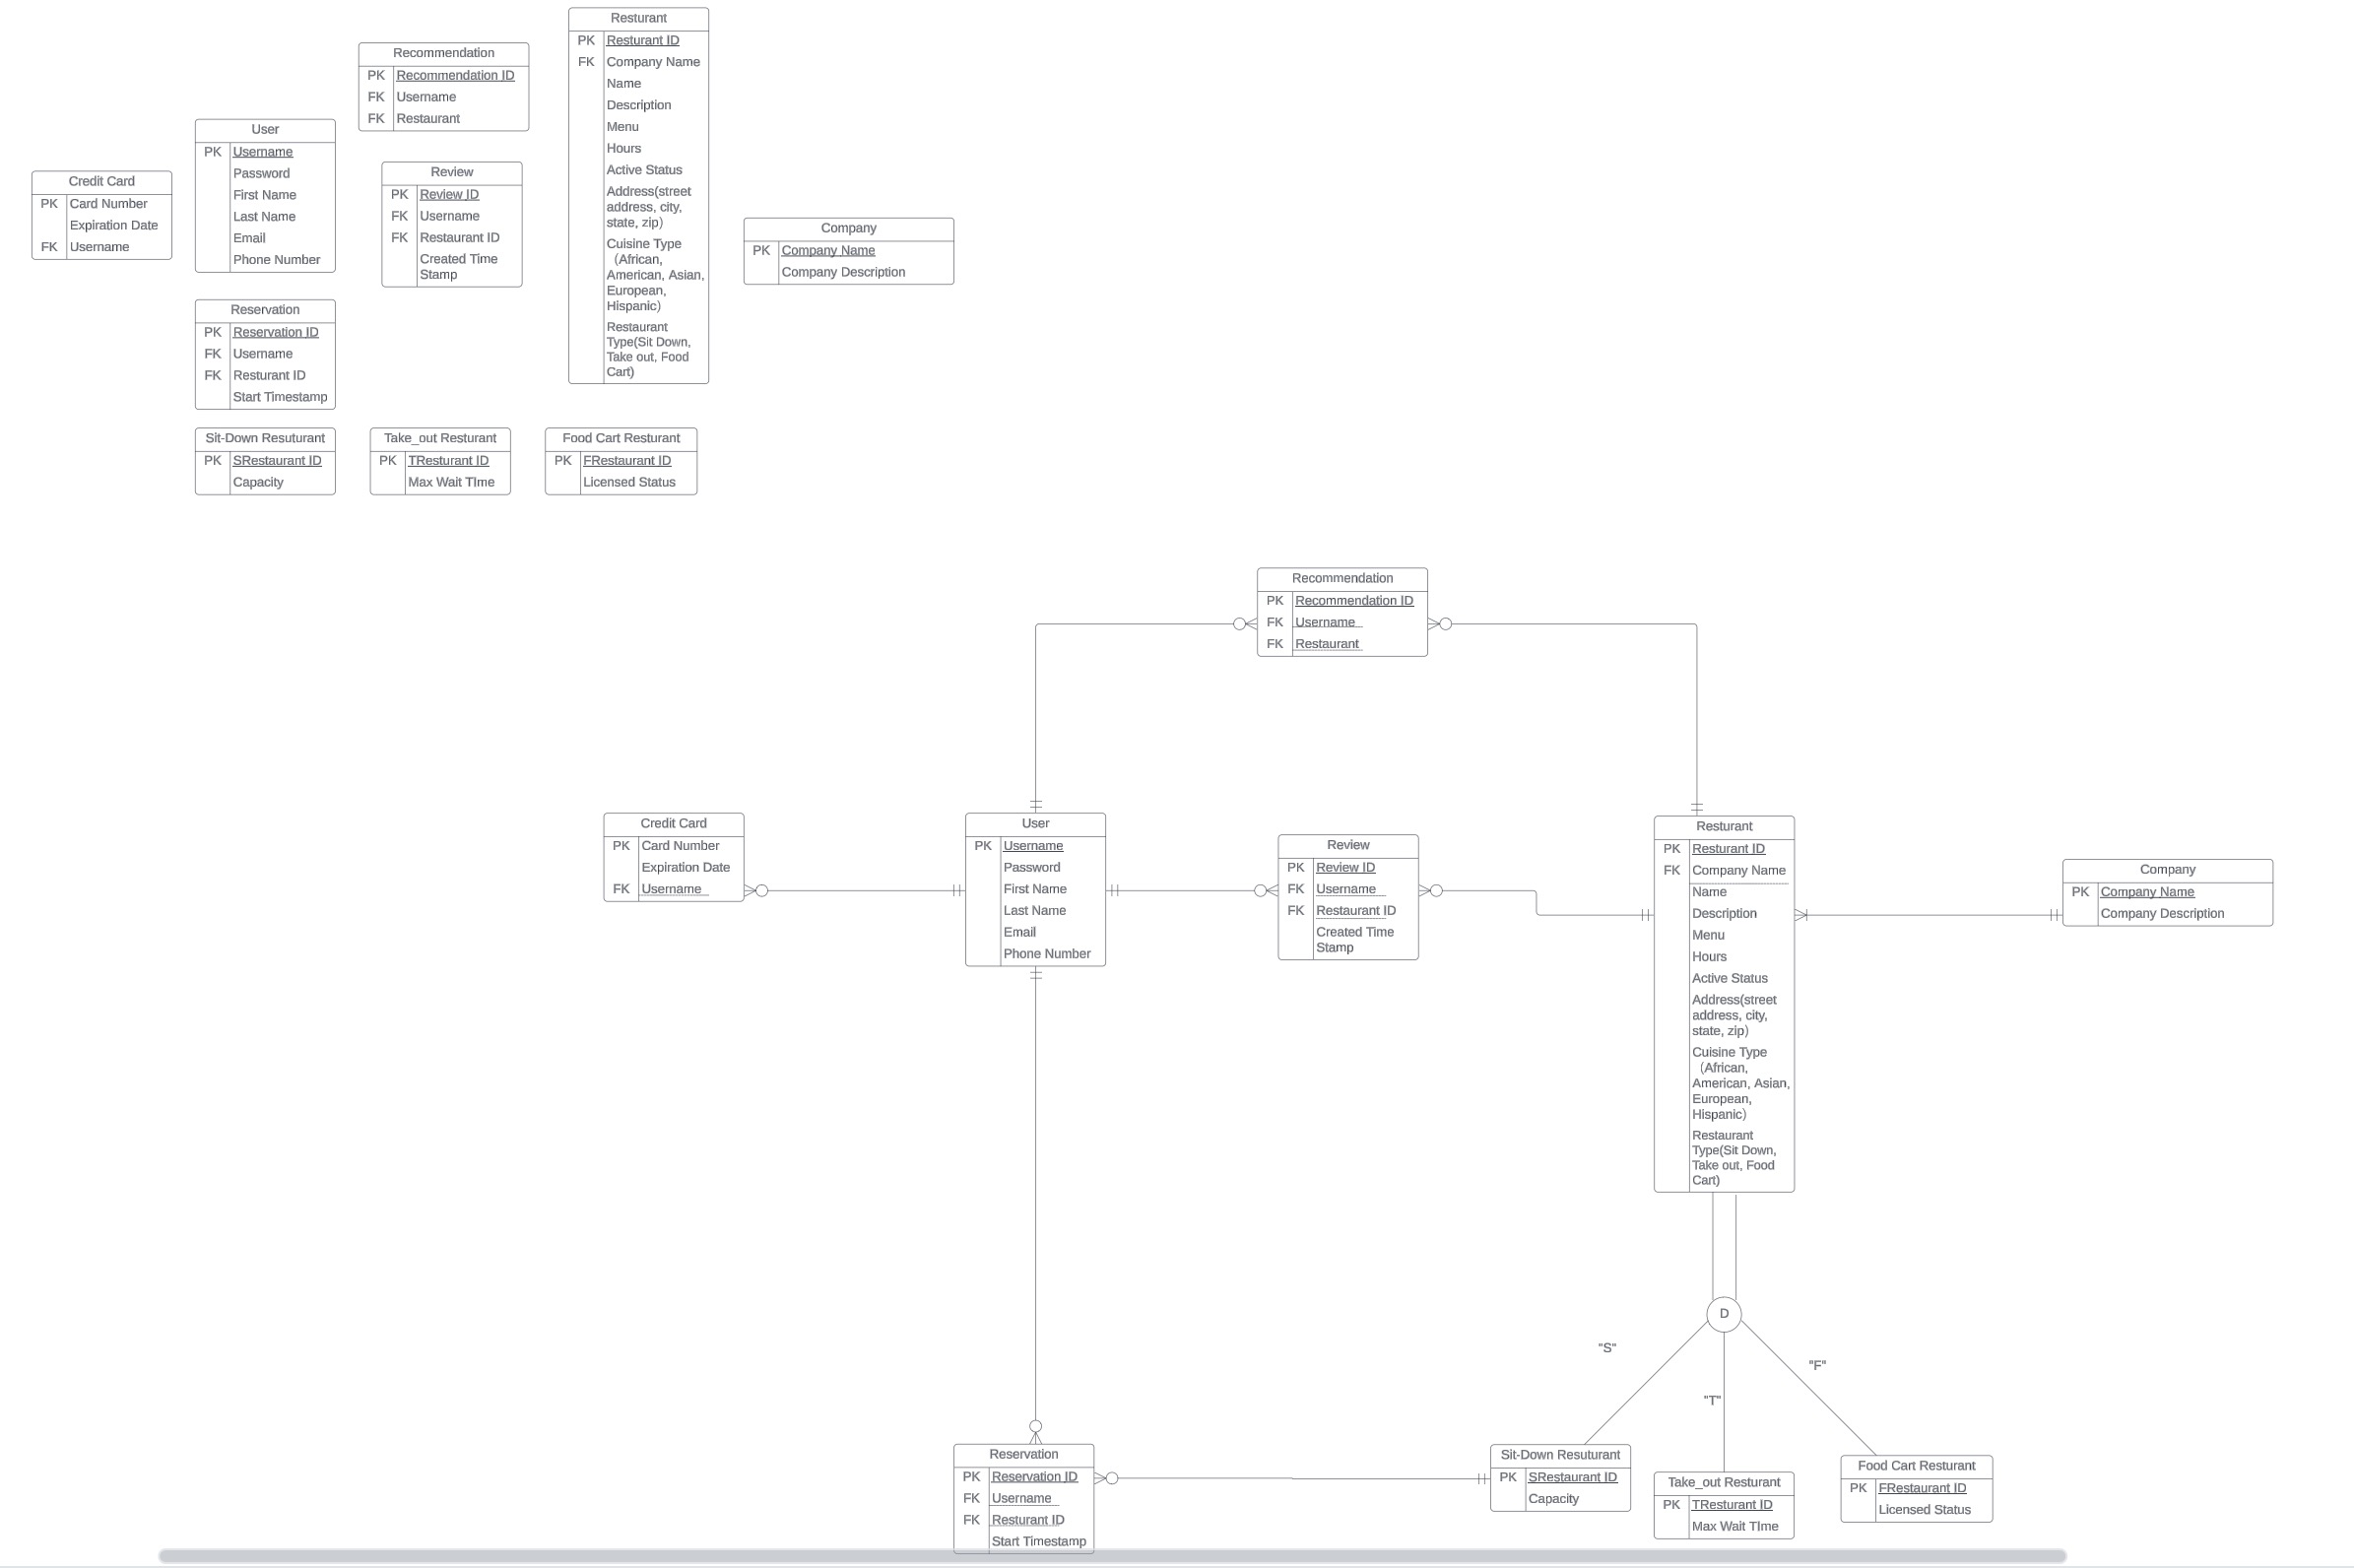 Resturant
PK Resturant ID
FK Company Name
Name
Description
Menu
Hours
Active Status
Address(street
address, city,
state, zip)
Cuisine Type
(African,
American, Asian,
European,
Hispanic)
Restaurant
Type(Sit Down,
Take out, Food
Cart)
Recommendation
PK Recommendation ID
FK Username
FK Restaurant
User
PK Username
Password
First Name
Last Name
Email
Phone Number
Review
PK Review ID
FK Username
FK Restaurant ID
Created Time
Stamp
Credit Card
PK Card Number
Expiration Date
FK Username
Company
PK Company Name
Company Description
Reservation
PK Reservation ID
FK Username
FK Resturant ID
Start Timestamp
Sit-Down Resuturant
PK SRestaurant ID
Capacity
Take_out Resturant
PK TResturant ID
Max Wait TIme
Food Cart Resturant
PK FRestaurant ID
Licensed Status
Recommendation
PK Recommendation ID
FK Username
FK Restaurant
Credit Card
PK Card Number
Expiration Date
FK Username
User
PK Username
Password
First Name
Last Name
Email
Phone Number
Review
PK Review ID
FK Username
FK Restaurant ID
Created Time
Stamp
Resturant
PK Resturant ID
FK Company Name
Name
Description
Menu
Hours
Active Status
Address(street
address, city,
state, zip)
Cuisine Type
(African,
American, Asian,
European,
Hispanic)
Restaurant
Type(Sit Down,
Take out, Food
Cart)
Company
PK Company Name
Company Description
D
"S"
"T"
"F"
Reservation
PK Reservation ID
FK Username
FK Resturant ID
Start Timestamp
Sit-Down Resuturant
PK SRestaurant ID
Capacity
Take_out Resturant
PK TResturant ID
Max Wait TIme
Food Cart Resturant
PK FRestaurant ID
Licensed Status